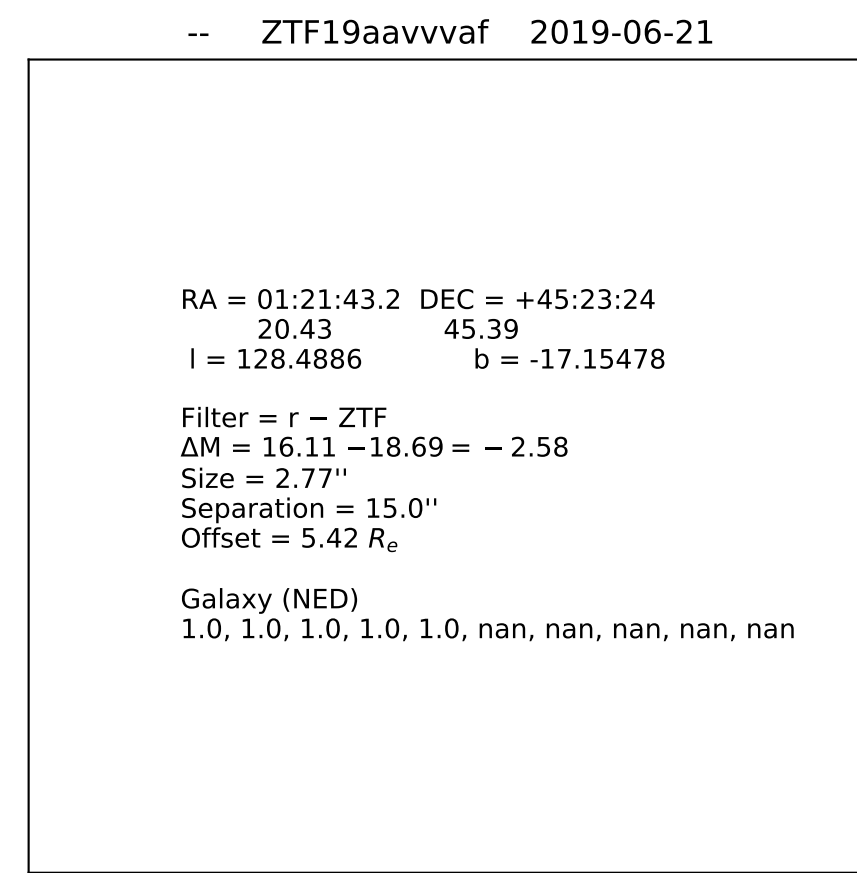 --   ZTF19aavvvaf   2019-06-21
RA = 01:21:43.2  DEC = +45:23:24
20.43   45.39
l = 128.4886   b = -17.15478
Filter = r − ZTF
ΔM = 16.11 −18.69 = − 2.58
Size = 2.77''
Separation = 15.0''
Offset = 5.42 Rₑ
Galaxy (NED)
1.0, 1.0, 1.0, 1.0, 1.0, nan, nan, nan, nan, nan